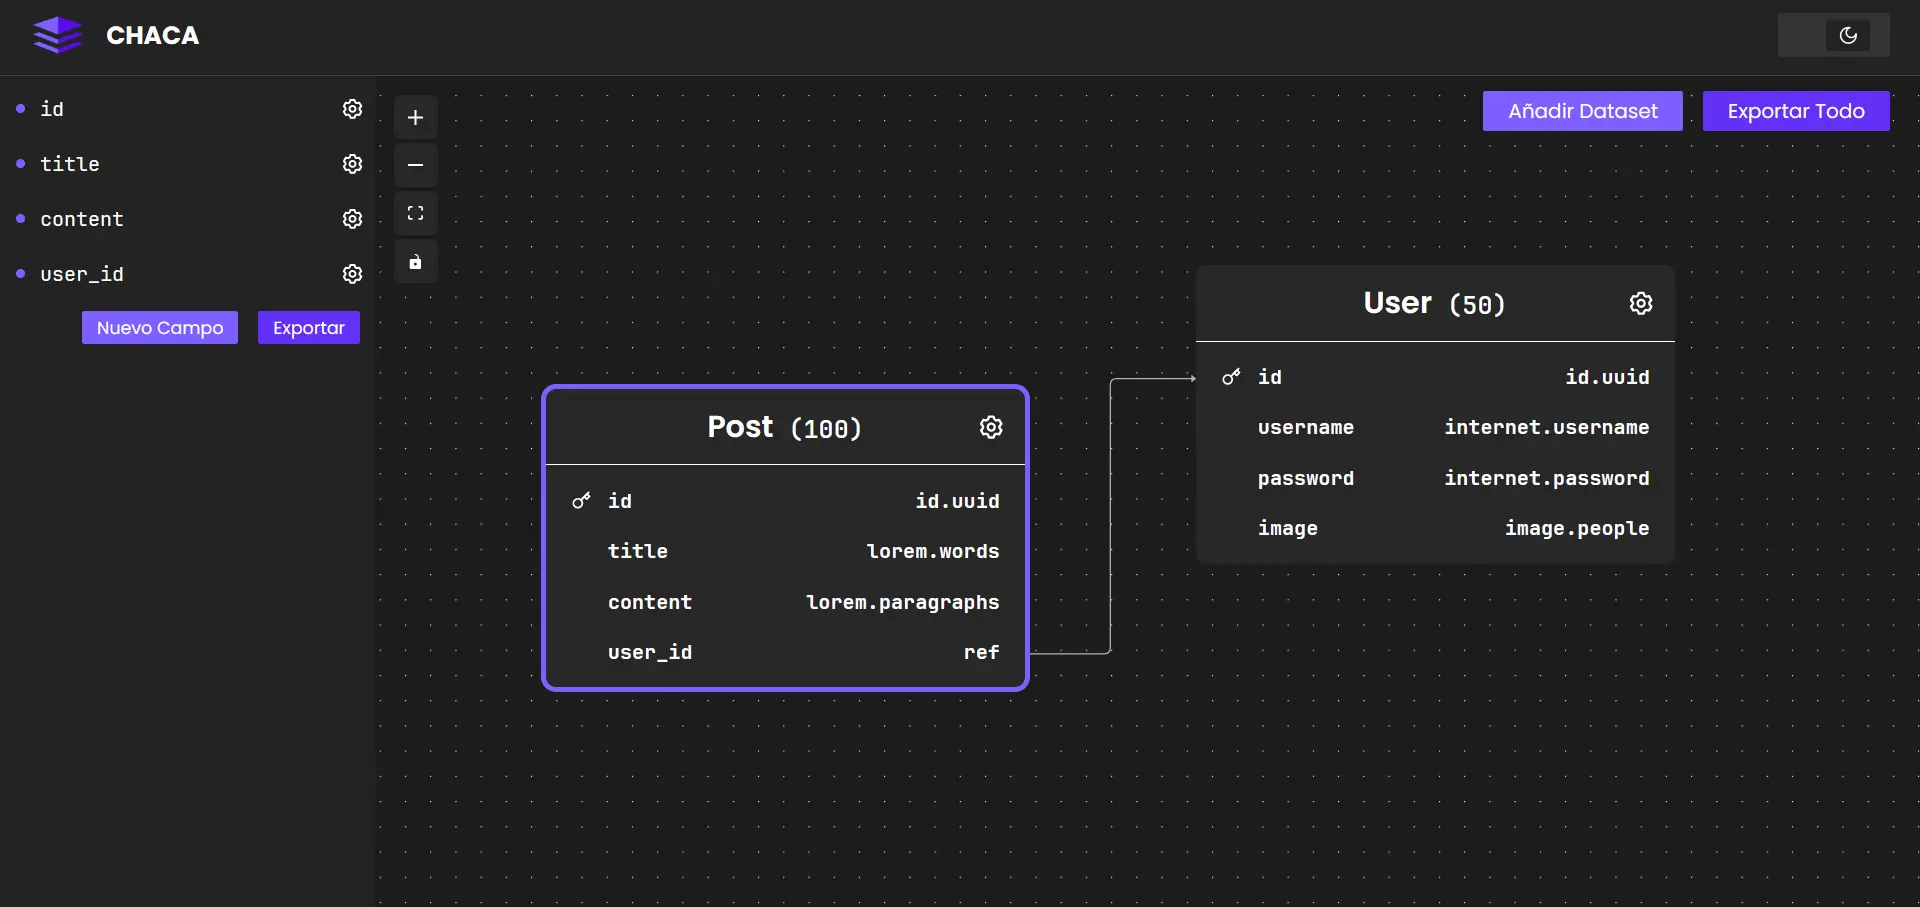 CHACA
id
title
content
user_id
Nuevo Campo
Exportar
Añadir Dataset
Exportar Todo
Post (100)
id id.uuid
title lorem.words
content lorem.paragraphs
user_id ref
User (50)
id id.uuid
username internet.username
password internet.password
image image.people